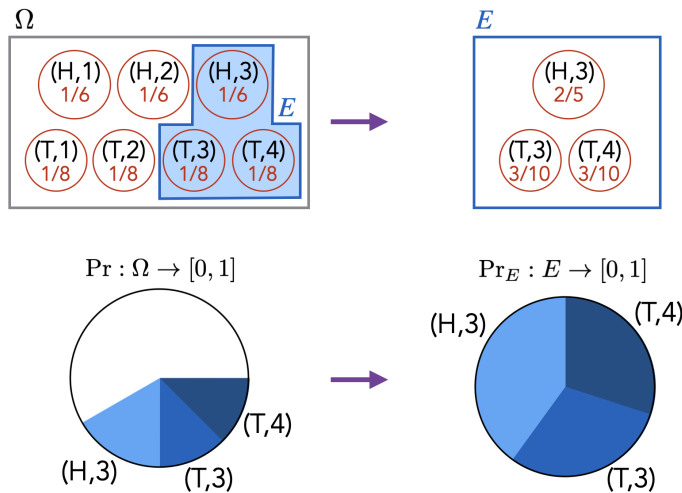 Ω
E
(H,1) (H,2) (H,3)
1/6 1/6 1/6
E
(T,1) (T,2) (T,3) (T,4)
1/8 1/8 1/8 1/8
(H,3)
2/5
(T,3) (T,4)
3/10 3/10
Pr : Ω → [0, 1]
(H,3)
(T,3)
(T,4)
Pr_E : E → [0, 1]
(H,3)
(T,4)
(T,3)